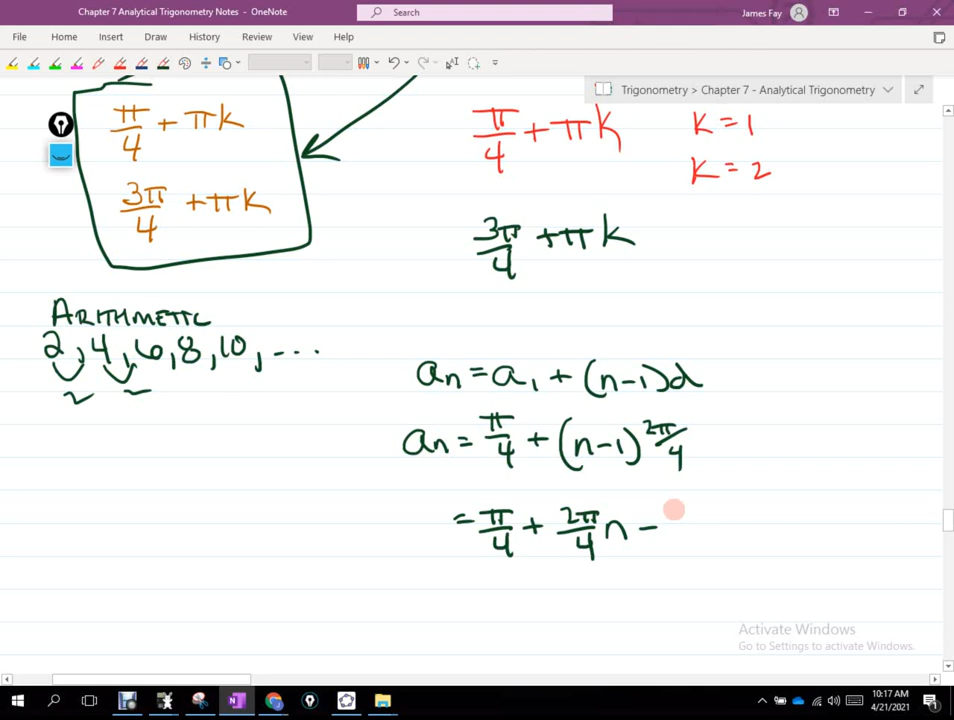 Chapter 7 Analytical Trigonometry Notes - OneNote
Search
James Fay
File Home Insert Draw History Review View Help
Trigonometry > Chapter 7 - Analytical Trigonometry
π/4 + πk
3π/4 + πk
π/4 + πk
k = 1
k = 2
3π/4 + πk
ARITHMETIC
2, 4, 6, 8, 10, ...
2 2
an = a1 + (n-1)d
an = π/4 + (n-1) 2π/4
= π/4 + 2π/4 n -
Activate Windows
Go to Settings to activate Windows.
10:17 AM
4/21/2021